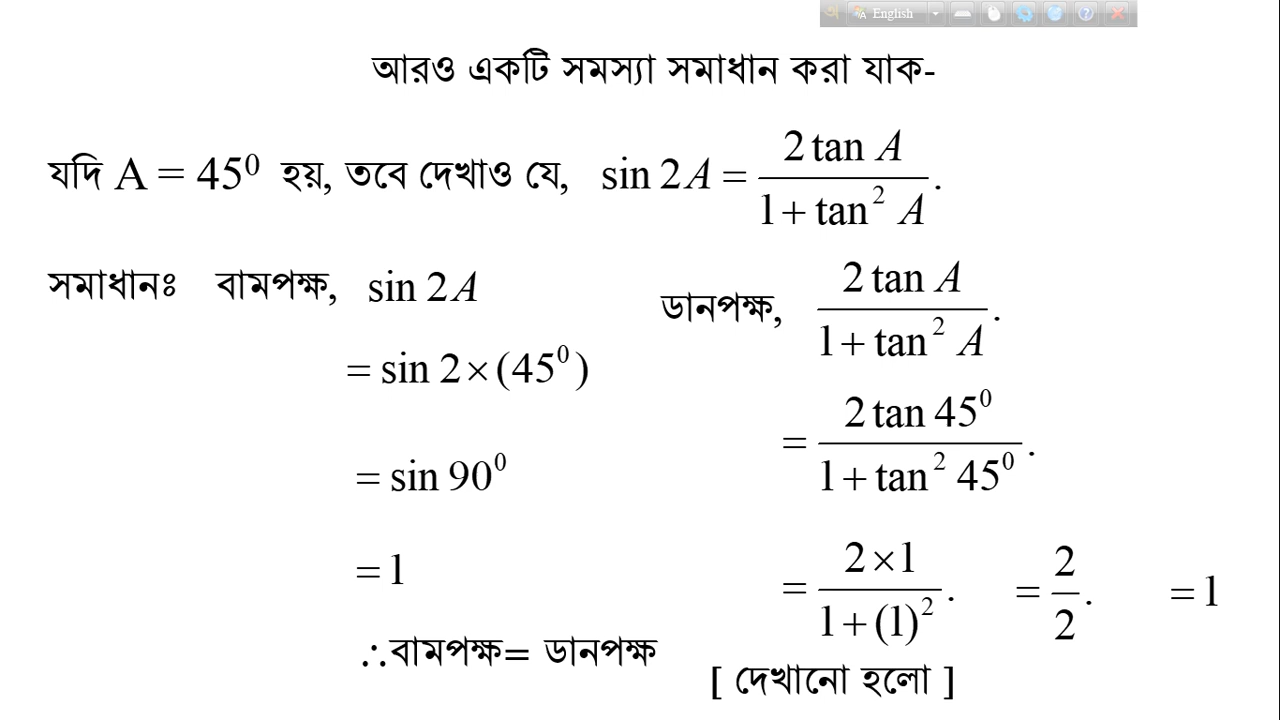 English
আরও একটি সমস্যা সমাধান করা যাক-
যদি A = 45⁰ হয়, তবে দেখাও যে, sin 2A = (2 tan A)/(1 + tan² A).
সমাধানঃ বামপক্ষ, sin 2A
= sin 2×(45⁰)
= sin 90⁰
= 1
ডানপক্ষ, (2 tan A)/(1 + tan² A).
= (2 tan 45⁰)/(1 + tan² 45⁰).
= (2×1)/(1 + (1)²). = 2/2. = 1
∴বামপক্ষ= ডানপক্ষ
[ দেখানো হলো ]